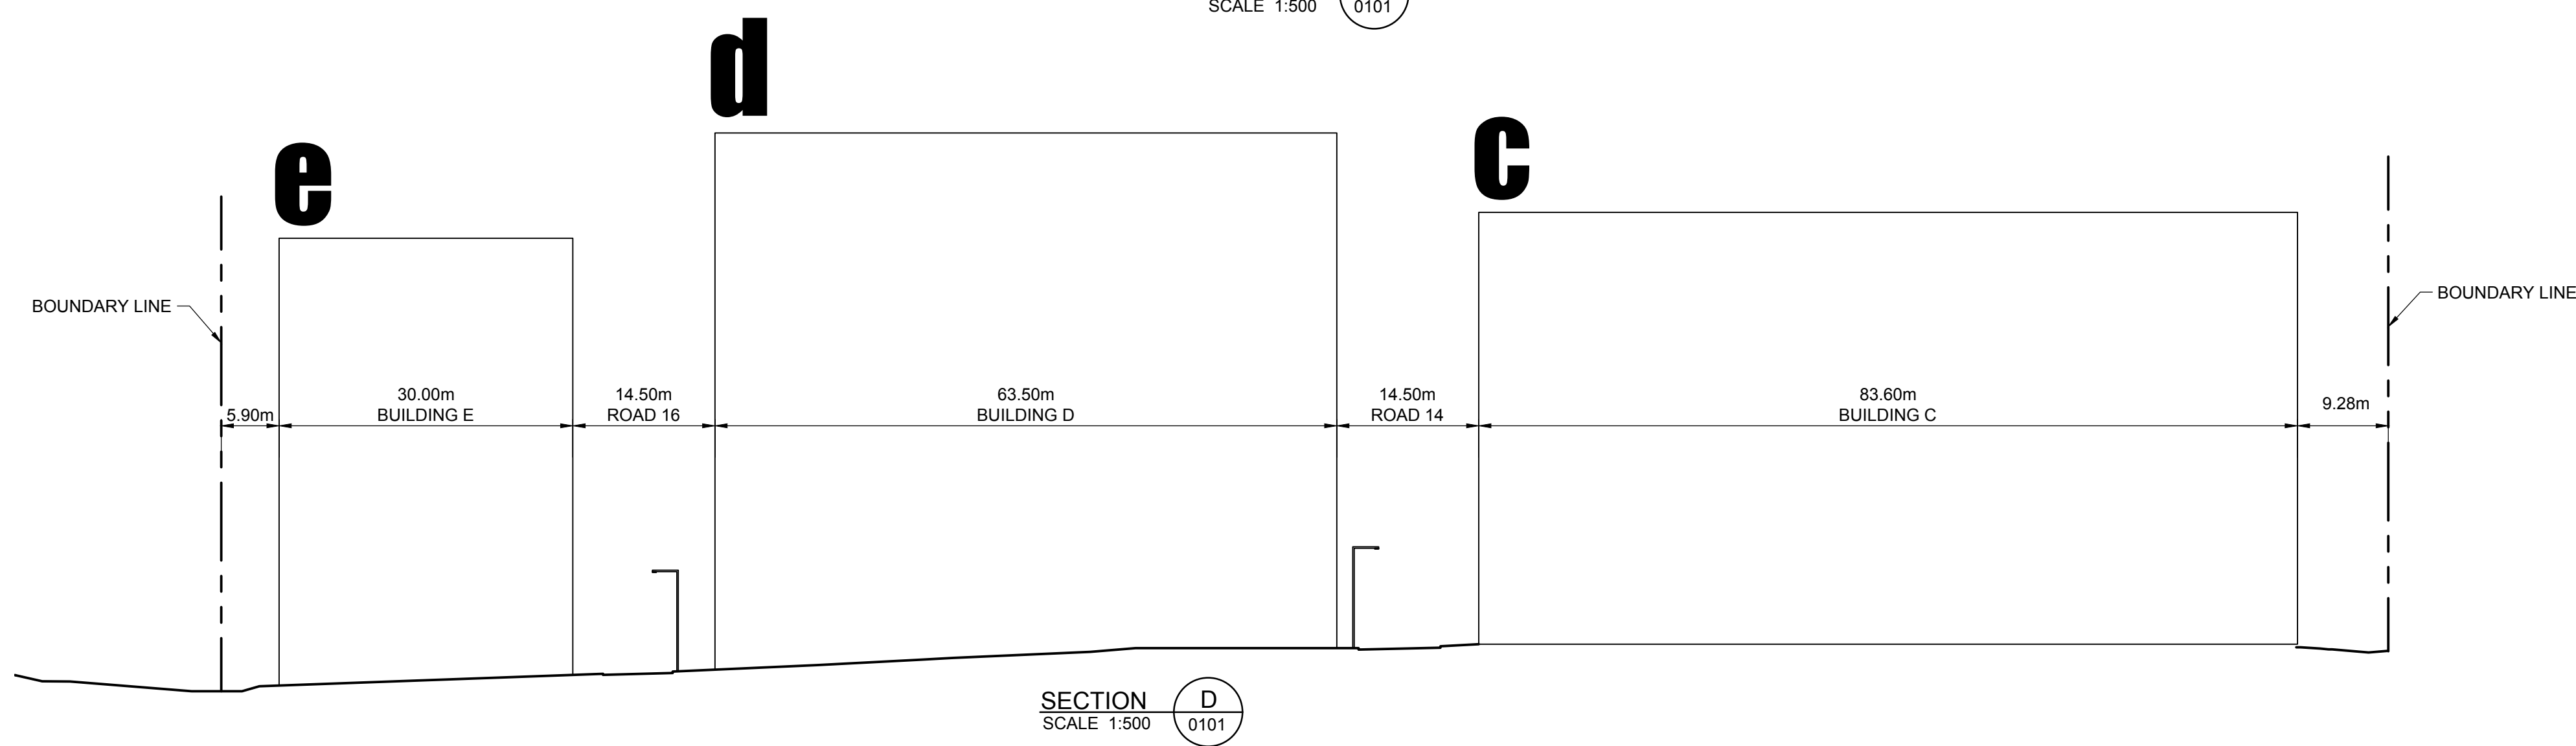 SCALE 1:500
0101
d
e
c
BOUNDARY LINE
BOUNDARY LINE
5.90m
30.00m
BUILDING E
14.50m
ROAD 16
63.50m
BUILDING D
14.50m
ROAD 14
83.60m
BUILDING C
9.28m
SECTION D
SCALE 1:500 0101